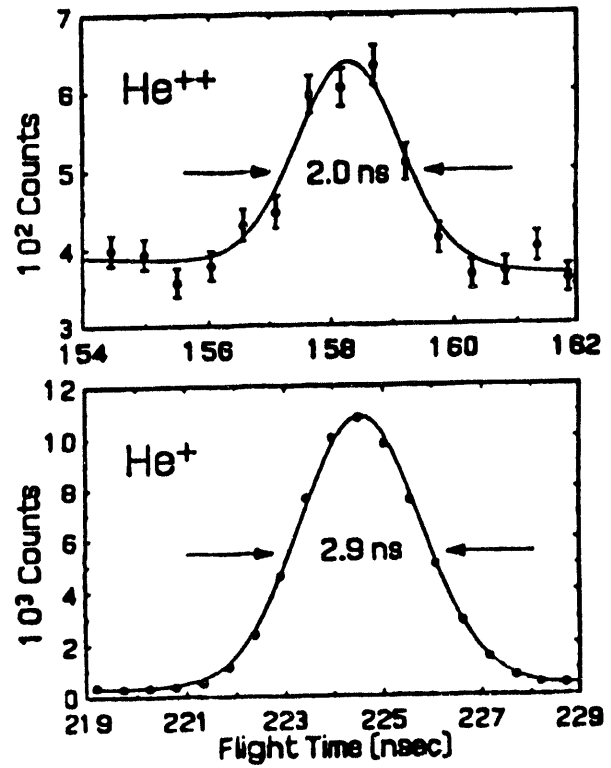 7
6
5
4
3
He++
2.0 ns
10² Counts
154 156 158 160 162
12
10
8
6
4
2
0
He+
2.9 ns
10³ Counts
219 221 223 225 227 229
Flight Time (nsec)